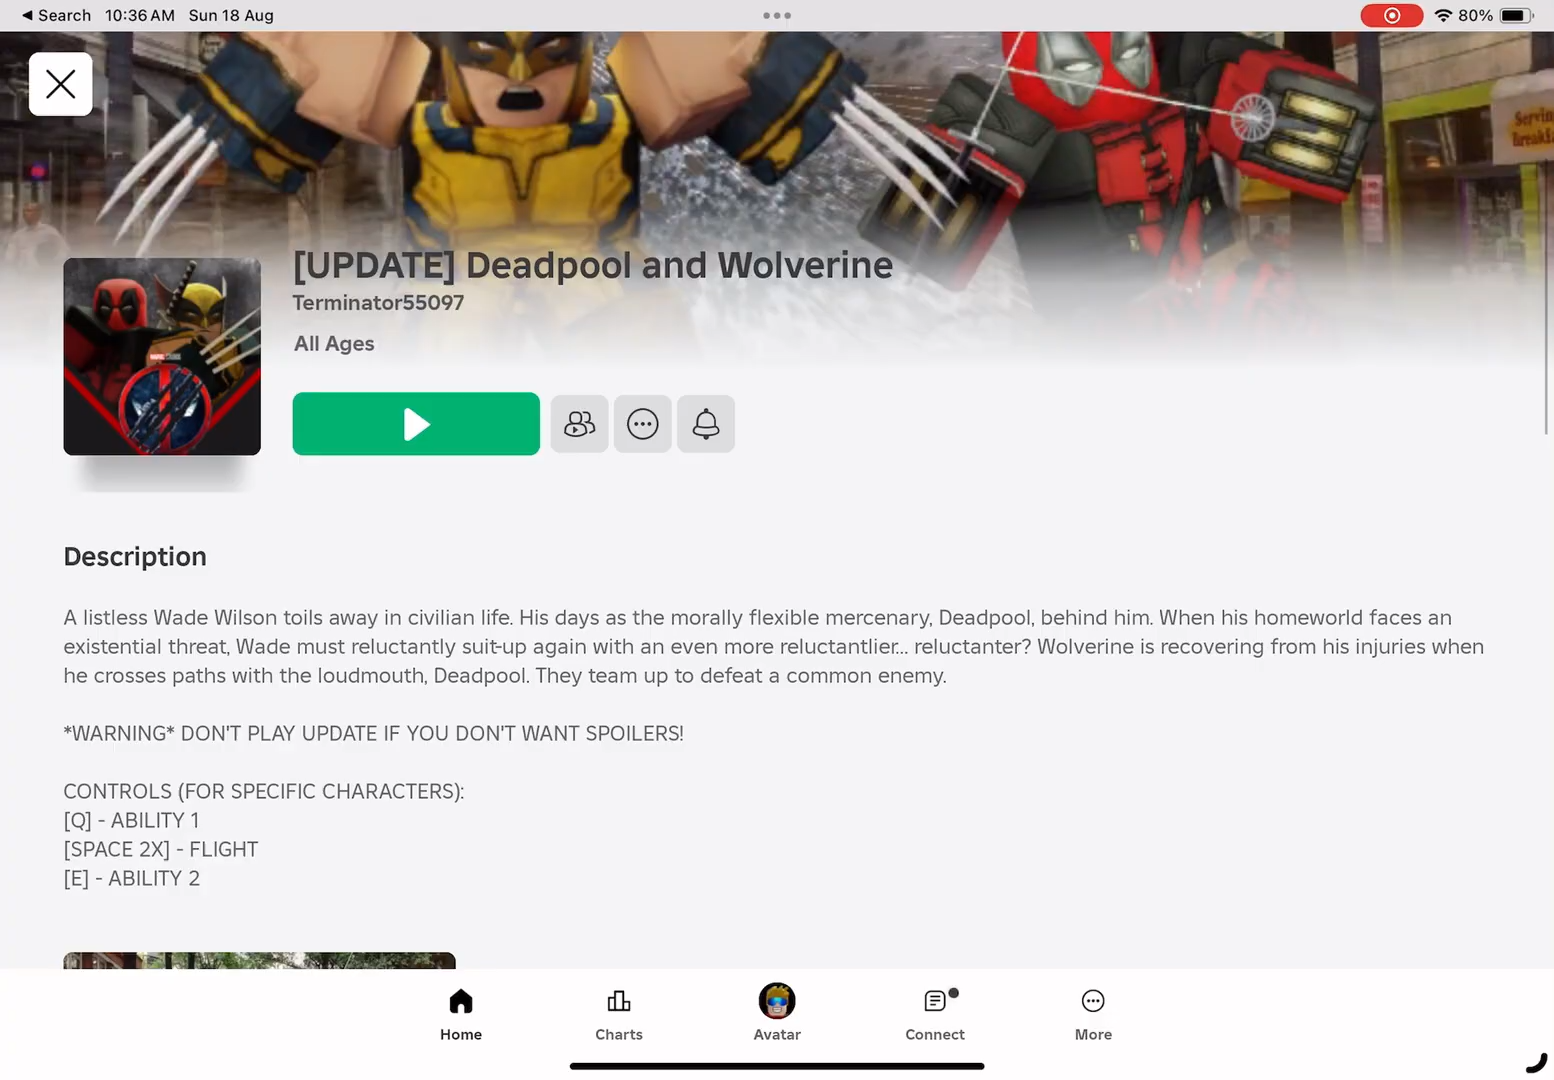 ◀ Search 10:36 AM Sun 18 Aug
80%
Serving
Breakfast
[UPDATE] Deadpool and Wolverine
Terminator55097
All Ages
Description
A listless Wade Wilson toils away in civilian life. His days as the morally flexible mercenary, Deadpool, behind him. When his homeworld faces an
existential threat, Wade must reluctantly suit-up again with an even more reluctantlier... reluctanter? Wolverine is recovering from his injuries when
he crosses paths with the loudmouth, Deadpool. They team up to defeat a common enemy.
*WARNING* DON'T PLAY UPDATE IF YOU DON'T WANT SPOILERS!
CONTROLS (FOR SPECIFIC CHARACTERS):
[Q] - ABILITY 1
[SPACE 2X] - FLIGHT
[E] - ABILITY 2
Home Charts Avatar Connect More